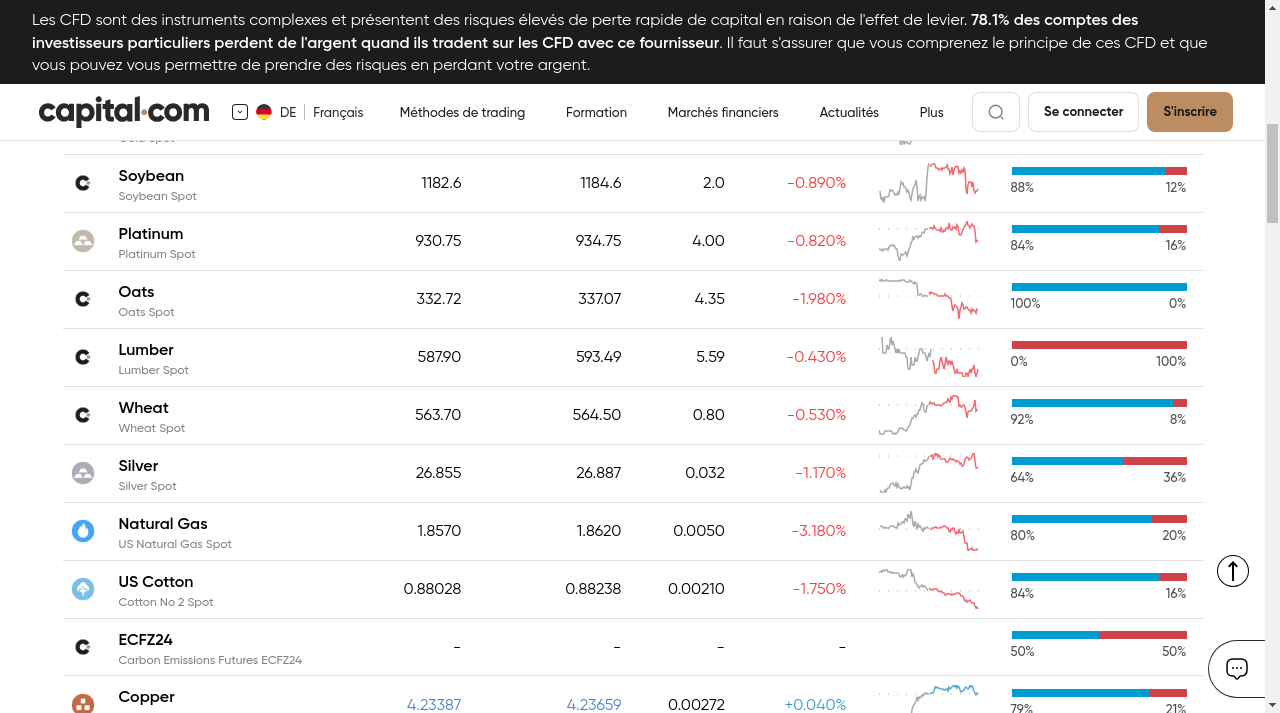 Les CFD sont des instruments complexes et présentent des risques élevés de perte rapide de capital en raison de l'effet de levier. 78.1% des comptes des
investisseurs particuliers perdent de l'argent quand ils tradent sur les CFD avec ce fournisseur. Il faut s'assurer que vous comprenez le principe de ces CFD et que
vous pouvez vous permettre de prendre des risques en perdant votre argent.
capital.com DE Français Méthodes de trading Formation Marchés financiers Actualités Plus Se connecter S'inscrire
Gold Spot
Soybean
Soybean Spot
1182.6 1184.6 2.0 -0.890% 88% 12%
Platinum
Platinum Spot
930.75 934.75 4.00 -0.820% 84% 16%
Oats
Oats Spot
332.72 337.07 4.35 -1.980% 100% 0%
Lumber
Lumber Spot
587.90 593.49 5.59 -0.430% 0% 100%
Wheat
Wheat Spot
563.70 564.50 0.80 -0.530% 92% 8%
Silver
Silver Spot
26.855 26.887 0.032 -1.170% 64% 36%
Natural Gas
US Natural Gas Spot
1.8570 1.8620 0.0050 -3.180% 80% 20%
US Cotton
Cotton No 2 Spot
0.88028 0.88238 0.00210 -1.750% 84% 16%
ECFZ24
Carbon Emissions Futures ECFZ24
- - - - 50% 50%
Copper
4.23387 4.23659 0.00272 +0.040% 79% 21%